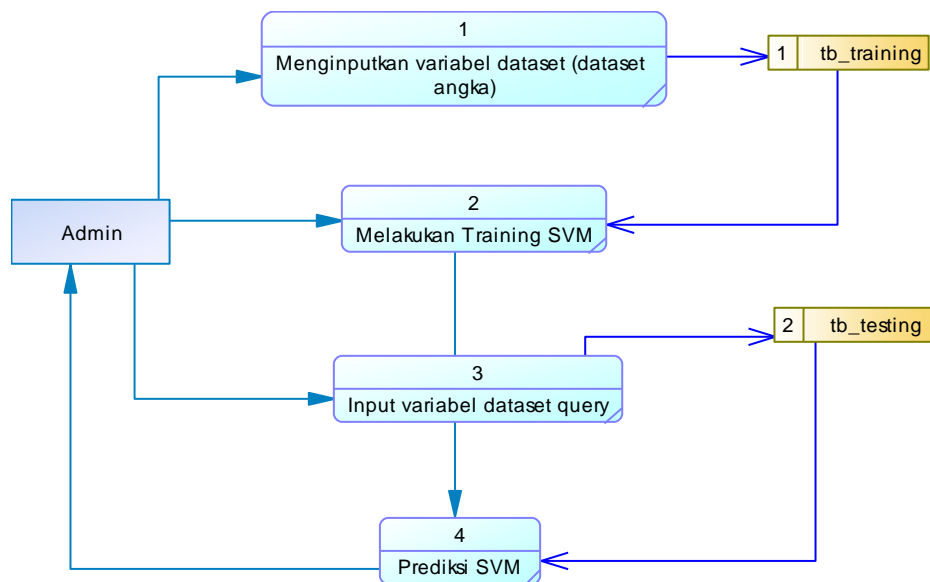 1
Menginputkan variabel dataset (dataset
angka)
1 tb_training
2
Melakukan Training SVM
Admin
2 tb_testing
3
Input variabel dataset query
4
Prediksi SVM